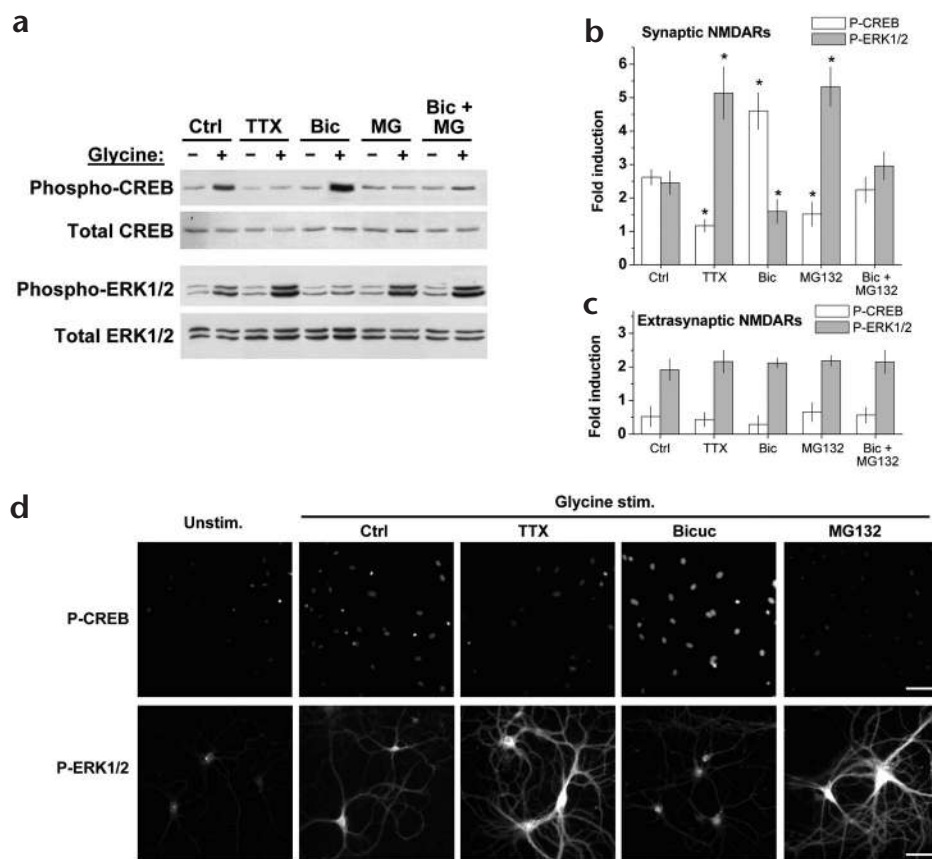 a
Ctrl TTX Bic MG Bic + MG
Glycine: – + – + – + – + – +
Phospho-CREB
Total CREB
Phospho-ERK1/2
Total ERK1/2
b
Synaptic NMDARs
P-CREB
P-ERK1/2
Fold induction
6
5
4
3
2
1
0
* * * * * *
Ctrl TTX Bic MG132 Bic + MG132
c
Extrasynaptic NMDARs
P-CREB
P-ERK1/2
Fold induction
2
1
0
Ctrl TTX Bic MG132 Bic + MG132
d
Glycine stim.
Unstim. Ctrl TTX Bicuc MG132
P-CREB
P-ERK1/2